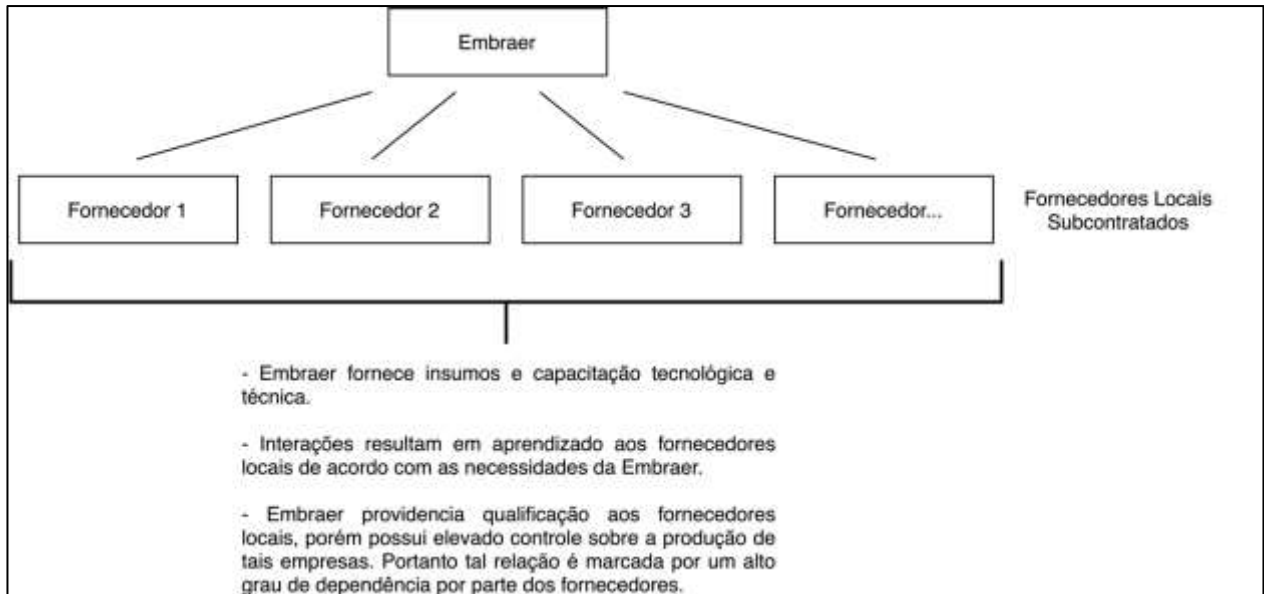 Embraer
Fornecedor 1
Fornecedor 2
Fornecedor 3
Fornecedor...
Fornecedores Locais
Subcontratados
- Embraer fornece insumos e capacitação tecnológica e
técnica.
- Interações resultam em aprendizado aos fornecedores
locais de acordo com as necessidades da Embraer.
- Embraer providencia qualificação aos fornecedores
locais, porém possui elevado controle sobre a produção de
tais empresas. Portanto tal relação é marcada por um alto
grau de dependência por parte dos fornecedores.